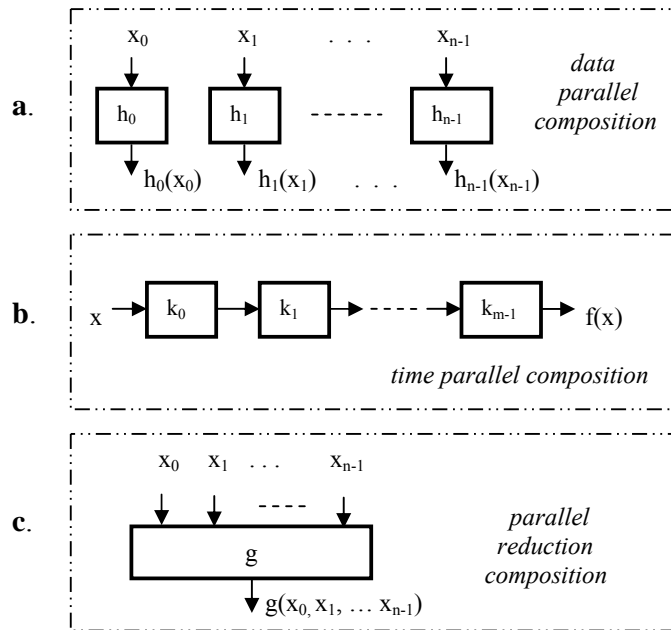 a.
x0 x1 . . . xn-1
h0 h1 hn-1
h0(x0) h1(x1) . . . hn-1(xn-1)
data
parallel
composition
b.
x k0 k1 km-1 f(x)
time parallel composition
c.
x0 x1 . . . xn-1
g
g(x0, x1, … xn-1)
parallel
reduction
composition